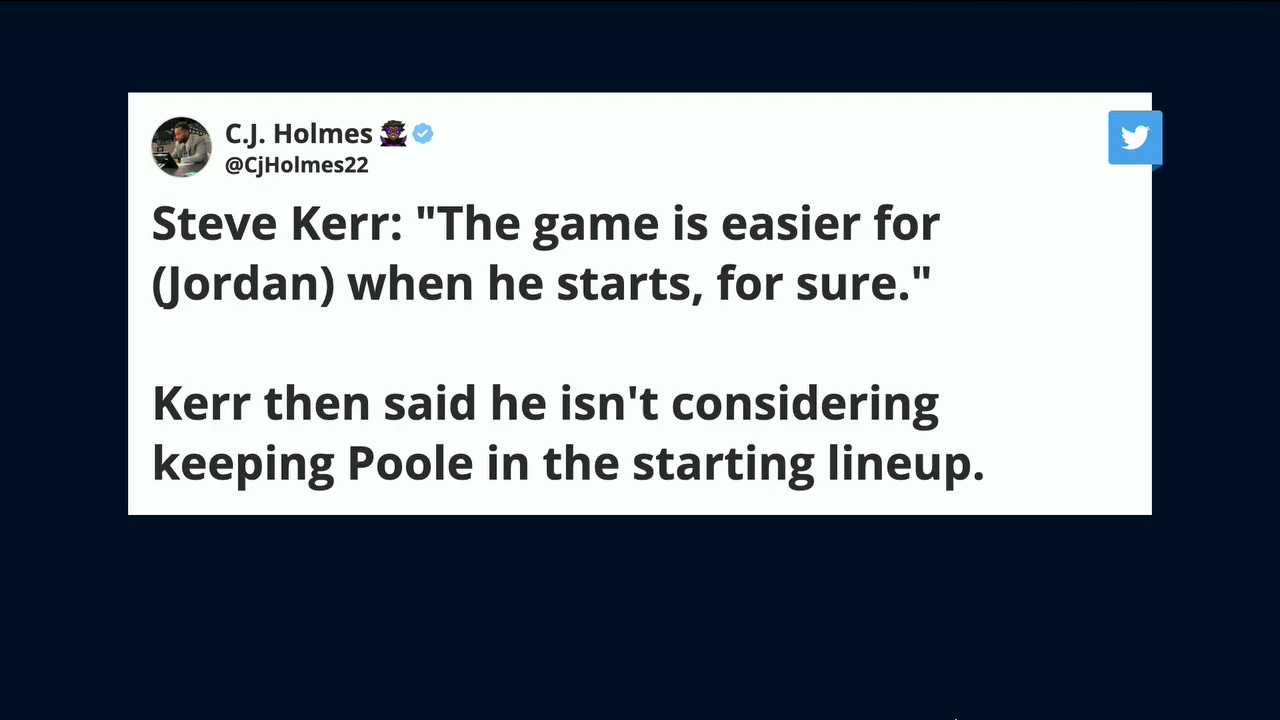 C.J. Holmes
@CjHolmes22
Steve Kerr: "The game is easier for
(Jordan) when he starts, for sure."
Kerr then said he isn't considering
keeping Poole in the starting lineup.